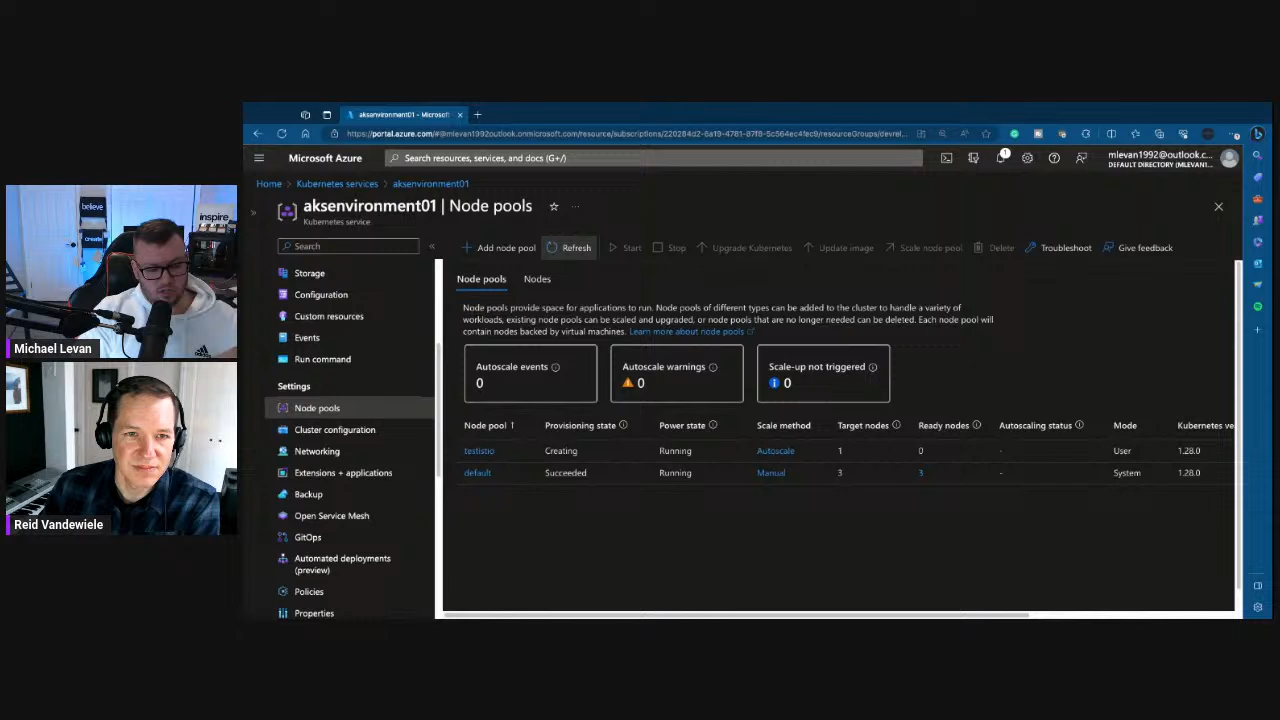 aksenvironment01 - Microsoft
https://portal.azure.com/#@mlevan1992outlook.onmicrosoft.com/resource/subscriptions/
Microsoft Azure
Search resources, services, and docs (G+/)
1
mlevan1992@outlook.c...
DEFAULT DIRECTORY (MLEVAN1...
Home > Kubernetes services > aksenvironment01
aksenvironment01 | Node pools
Kubernetes service
Search
Add node pool
Refresh
Start
Stop
Upgrade Kubernetes
Update image
Scale node pool
Delete
Troubleshoot
Give feedback
Storage
Configuration
Custom resources
Events
Run command
Settings
Node pools
Cluster configuration
Networking
Extensions + applications
Backup
Open Service Mesh
GitOps
Automated deployments
(preview)
Policies
Properties
Node pools Nodes
Node pools provide space for applications to run. Node pools of different types can be added to the cluster to handle a variety of
workloads, existing node pools can be scaled and upgraded, or node pools that are no longer needed can be deleted. Each node pool will
contain nodes backed by virtual machines. Learn more about node pools
Autoscale events
0
Autoscale warnings
0
Scale-up not triggered
0
Node pool ↑ Provisioning state Power state Scale method Target nodes Ready nodes Autoscaling status Mode Kubernetes ve
testistio Creating Running Autoscale 1 0 - User 1.28.0
default Succeeded Running Manual 3 3 - System 1.28.0
believe
create
inspire
adidas
Michael Levan
Reid Vandewiele